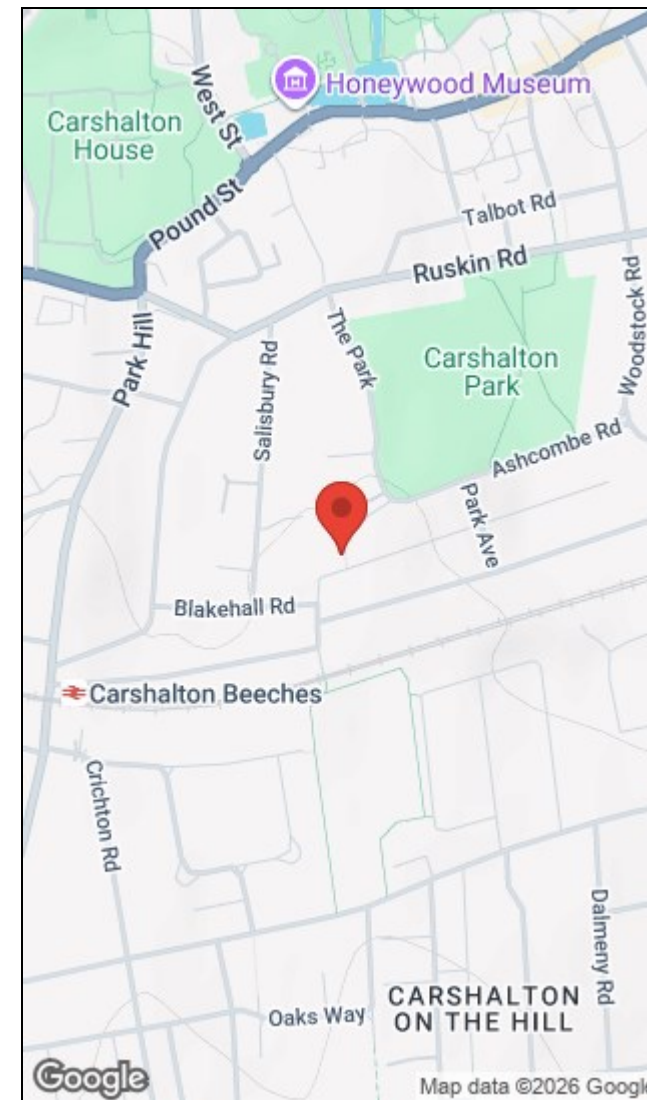 West St
Honeywood Museum
Carshalton
House
Pound St
Talbot Rd
Ruskin Rd
Woodstock Rd
Park Hill
The Park
Salisbury Rd
Carshalton
Park
Ashcombe Rd
Park Ave
Blakehall Rd
Carshalton Beeches
Crichton Rd
Dalmeny Rd
CARSHALTON
ON THE HILL
Oaks Way
Google
Map data ©2026 Google